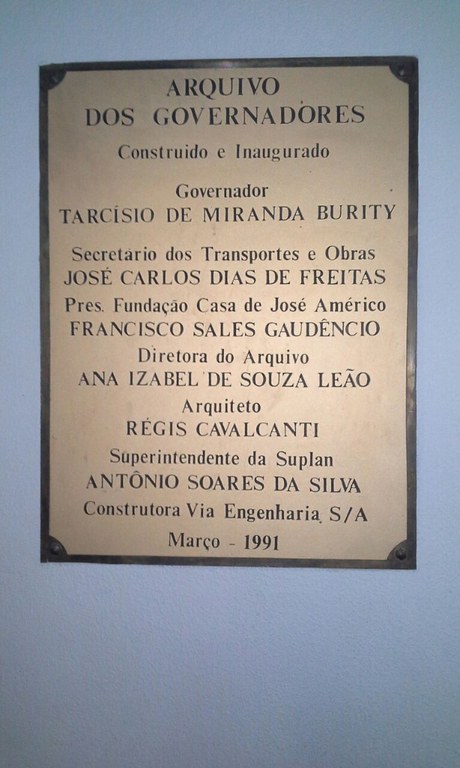 ARQUIVO
DOS GOVERNADORES
Construido e Inaugurado
Governador
TARCÍSIO DE MIRANDA BURITY
Secretário dos Transportes e Obras
JOSÉ CARLOS DIAS DE FREITAS
Pres. Fundação Casa de José Américo
FRANCISCO SALES GAUDÊNCIO
Diretora do Arquivo
ANA IZABEL DE SOUZA LEÃO
Arquiteto
RÉGIS CAVALCANTI
Superintendente da Suplan
ANTÔNIO SOARES DA SILVA
Construtora Via Engenharia S/A
Março - 1991